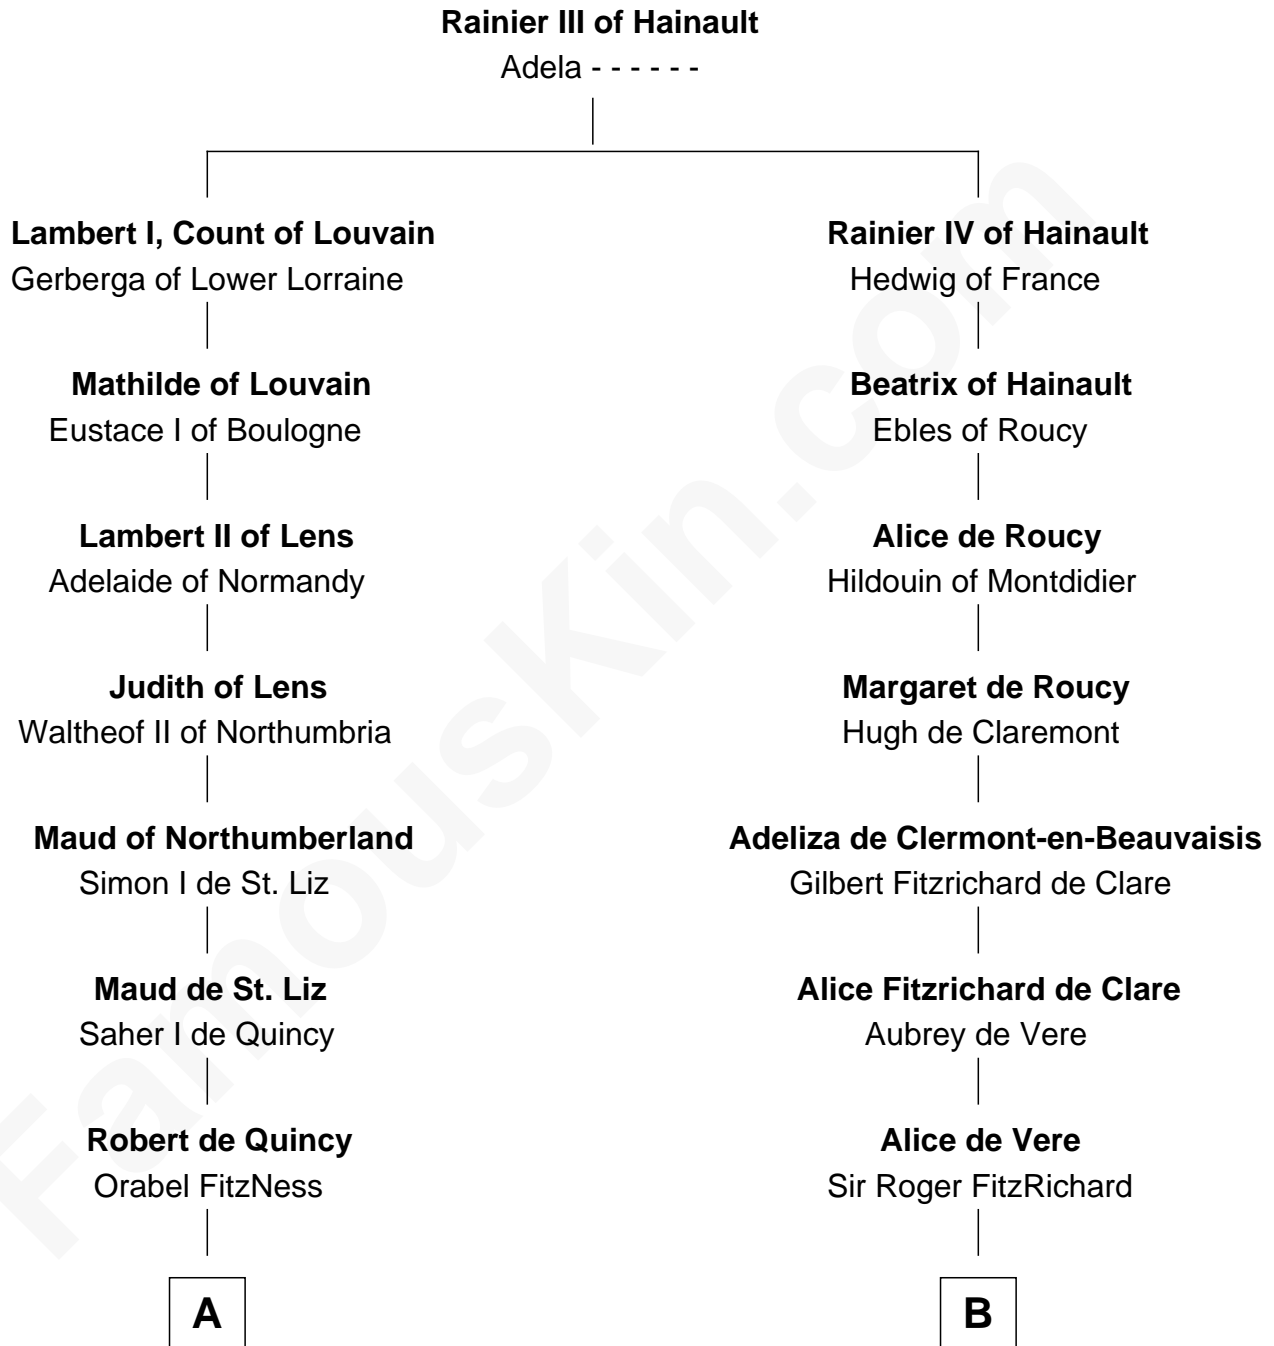 Rainier III of Hainault
Adela - - - - - -
Lambert I, Count of Louvain
Gerberga of Lower Lorraine
Rainier IV of Hainault
Hedwig of France
Mathilde of Louvain
Eustace I of Boulogne
Beatrix of Hainault
Ebles of Roucy
Lambert II of Lens
Adelaide of Normandy
Alice de Roucy
Hildouin of Montdidier
Judith of Lens
Waltheof II of Northumbria
Margaret de Roucy
Hugh de Claremont
Maud of Northumberland
Simon I de St. Liz
Adeliza de Clermont-en-Beauvaisis
Gilbert Fitzrichard de Clare
Maud de St. Liz
Saher I de Quincy
Alice Fitzrichard de Clare
Aubrey de Vere
Robert de Quincy
Orabel FitzNess
Alice de Vere
Sir Roger FitzRichard
A
B
FamousKin.com